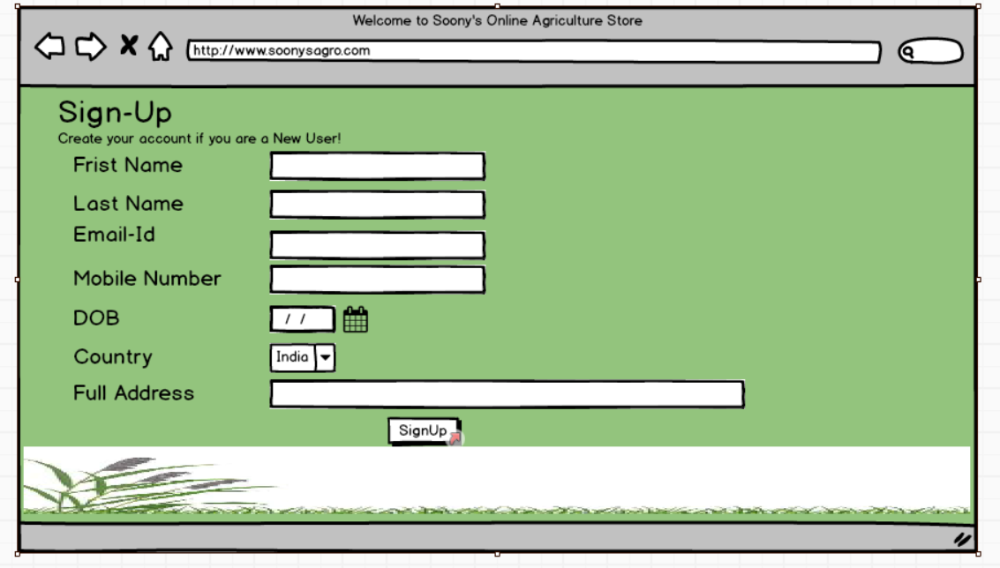 Welcome to Soony's Online Agriculture Store
http://www.soonysagro.com
Sign-Up
Create your account if you are a New User!
Frist Name
Last Name
Email-Id
Mobile Number
DOB / /
Country India
Full Address
SignUp